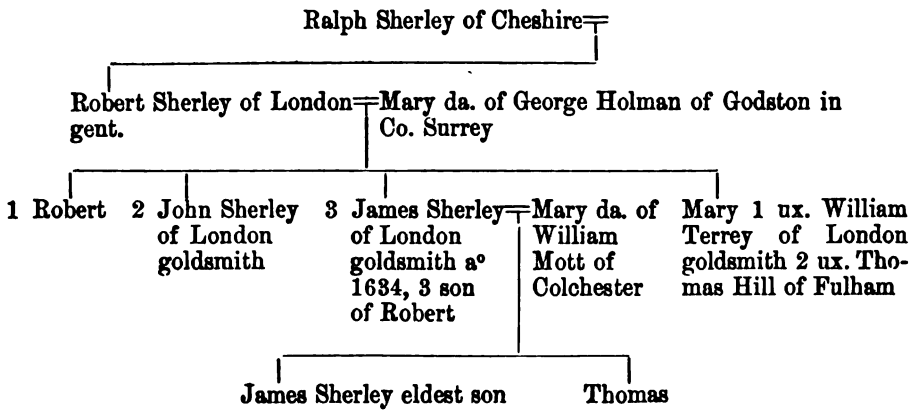 Ralph Sherley of Cheshire=
Robert Sherley of London=Mary da. of George Holman of Godston in
gent.
Co. Surrey
1 Robert
2 John Sherley
of London
goldsmith
3 James Sherley=Mary da. of
of London
goldsmith aº
1634, 3 son
of Robert
William
Mott of
Colchester
Mary 1 ux. William
Terrey of London
goldsmith 2 ux. Tho-
mas Hill of Fulham
James Sherley eldest son
Thomas